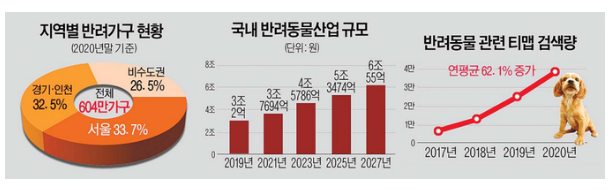 지역별 반려가구 현황
(2020년말 기준)
비수도권
26.5%
경기·인천
32.5%
전체
604만가구
서울 33.7%
국내 반려동물산업 규모
(단위: 원)
8조
6조
4조
2조
0
3조
2억
3조
7694억
4조
5786억
5조
3474억
6조
55억
2019년 2021년 2023년 2025년 2027년
반려동물 관련 티맵 검색량
연평균 62.1% 증가
4만
3만
2만
1만
0
2017년 2018년 2019년 2020년